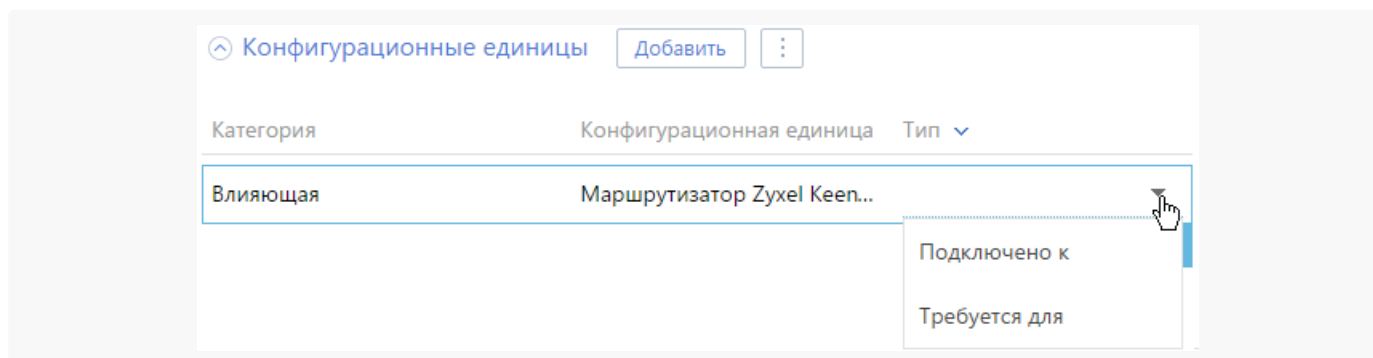 Конфигурационные единицы Добавить
Категория Конфигурационная единица Тип
Влияющая Маршрутизатор Zyxel Keen...
Подключено к
Требуется для